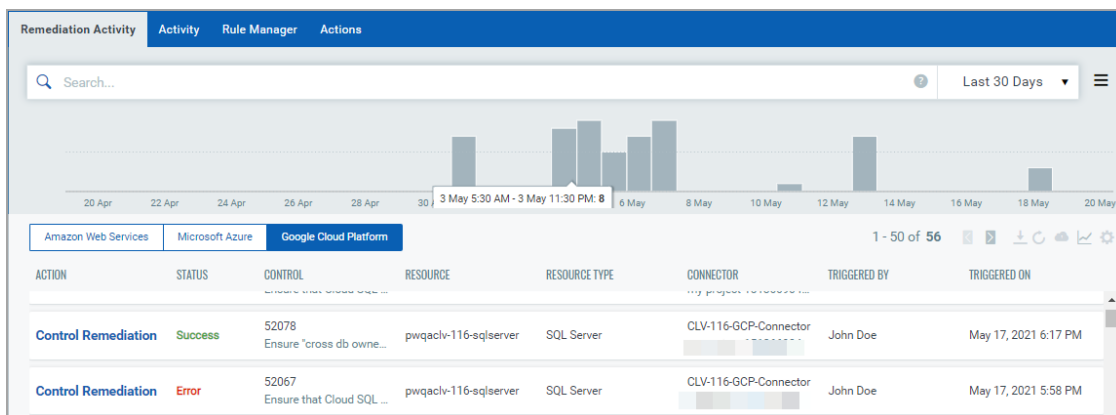 Remediation Activity Activity Rule Manager Actions
Search... ? Last 30 Days
3 May 5:30 AM - 3 May 11:30 PM: 8
20 Apr 22 Apr 24 Apr 26 Apr 28 Apr 30 6 May 8 May 10 May 12 May 14 May 16 May 18 May 20 May
Amazon Web Services Microsoft Azure Google Cloud Platform 1 - 50 of 56
ACTION STATUS CONTROL RESOURCE RESOURCE TYPE CONNECTOR TRIGGERED BY TRIGGERED ON
Ensure that Cloud SQL ...
52078 CLV-116-GCP-Connector
Control Remediation Success pwqaclv-116-sqlserver SQL Server John Doe May 17, 2021 6:17 PM
Ensure "cross db owne...
52067 CLV-116-GCP-Connector
Control Remediation Error pwqaclv-116-sqlserver SQL Server John Doe May 17, 2021 5:58 PM
Ensure that Cloud SQL ...